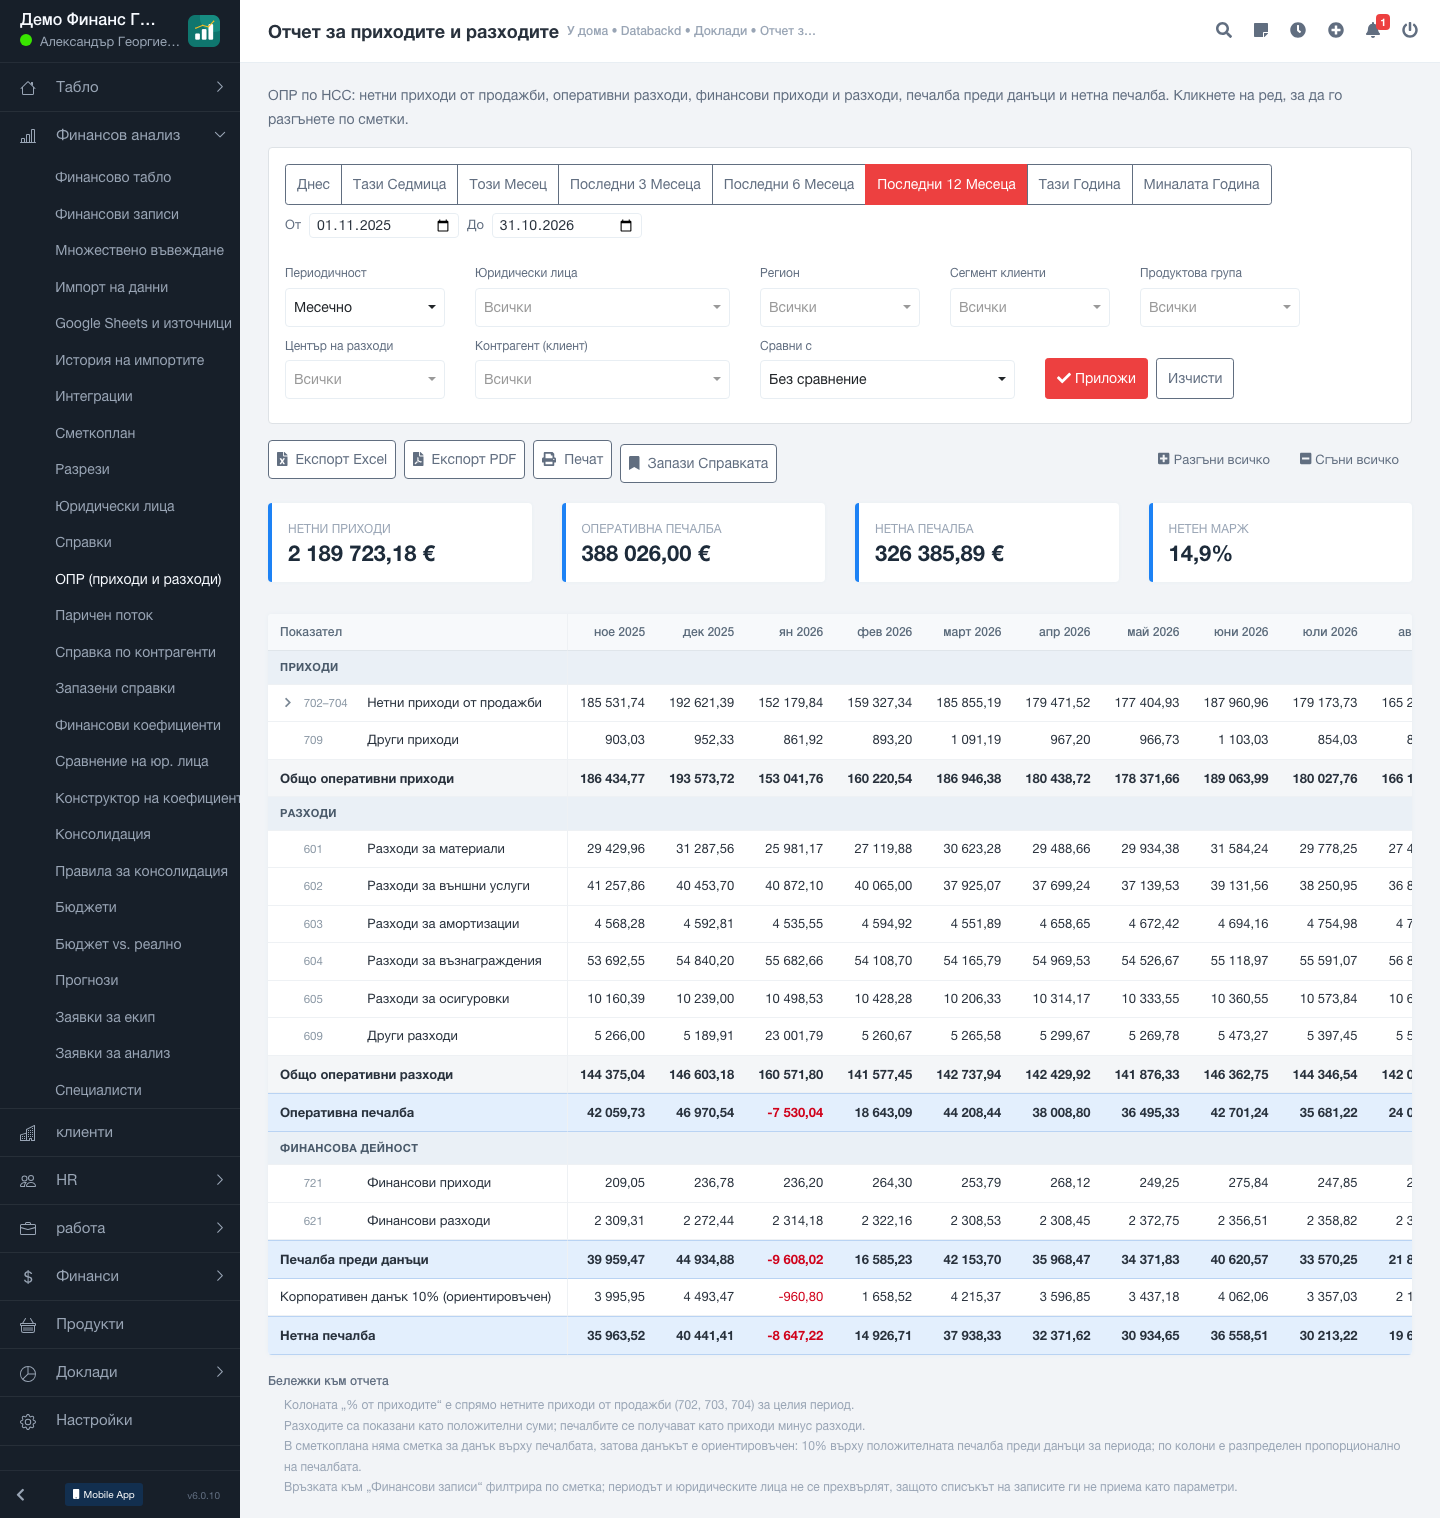 Демо Финанс Г...
Александър Георгие...
Табло
Финансов анализ
Финансово табло
Финансови записи
Множествено въвеждане
Импорт на данни
Google Sheets и източници
История на импортите
Интеграции
Сметкоплан
Разрези
Юридически лица
Справки
ОПР (приходи и разходи)
Паричен поток
Справка по контрагенти
Запазени справки
Финансови коефициенти
Сравнение на юр. лица
Конструктор на коефициент
Консолидация
Правила за консолидация
Бюджети
Бюджет vs. реално
Прогнози
Заявки за екип
Заявки за анализ
Специалисти
клиенти
HR
работа
Финанси
Продукти
Доклади
Настройки
Mobile App v6.0.10
Отчет за приходите и разходите У дома • Databackd • Доклади • Отчет з... 1
ОПР по НСС: нетни приходи от продажби, оперативни разходи, финансови приходи и разходи, печалба преди данъци и нетна печалба. Кликнете на ред, за да го
разгънете по сметки.
Днес Тази Седмица Този Месец Последни 3 Месеца Последни 6 Месеца Последни 12 Месеца Тази Година Миналата Година
От 01.11.2025 До 31.10.2026
Периодичност Юридически лица Регион Сегмент клиенти Продуктова група
Месечно Всички Всички Всички Всички
Център на разходи Контрагент (клиент) Сравни с
Всички Всички Без сравнение Приложи Изчисти
Експорт Excel Експорт PDF Печат Запази Справката Разгъни всичко Сгъни всичко
НЕТНИ ПРИХОДИ ОПЕРАТИВНА ПЕЧАЛБА НЕТНА ПЕЧАЛБА НЕТЕН МАРЖ
2 189 723,18 € 388 026,00 € 326 385,89 € 14,9%
Показател ное 2025 дек 2025 ян 2026 фев 2026 март 2026 апр 2026 май 2026 юни 2026 юли 2026 ав
ПРИХОДИ
702–704 Нетни приходи от продажби 185 531,74 192 621,39 152 179,84 159 327,34 185 855,19 179 471,52 177 404,93 187 960,96 179 173,73 165 2
709 Други приходи 903,03 952,33 861,92 893,20 1 091,19 967,20 966,73 1 103,03 854,03 8
Общо оперативни приходи 186 434,77 193 573,72 153 041,76 160 220,54 186 946,38 180 438,72 178 371,66 189 063,99 180 027,76 166 1
РАЗХОДИ
601 Разходи за материали 29 429,96 31 287,56 25 981,17 27 119,88 30 623,28 29 488,66 29 934,38 31 584,24 29 778,25 27 4
602 Разходи за външни услуги 41 257,86 40 453,70 40 872,10 40 065,00 37 925,07 37 699,24 37 139,53 39 131,56 38 250,95 36 8
603 Разходи за амортизации 4 568,28 4 592,81 4 535,55 4 594,92 4 551,89 4 658,65 4 672,42 4 694,16 4 754,98 4 7
604 Разходи за възнаграждения 53 692,55 54 840,20 55 682,66 54 108,70 54 165,79 54 969,53 54 526,67 55 118,97 55 591,07 56 8
605 Разходи за осигуровки 10 160,39 10 239,00 10 498,53 10 428,28 10 206,33 10 314,17 10 333,55 10 360,55 10 573,84 10 6
609 Други разходи 5 266,00 5 189,91 23 001,79 5 260,67 5 265,58 5 299,67 5 269,78 5 473,27 5 397,45 5 5
Общо оперативни разходи 144 375,04 146 603,18 160 571,80 141 577,45 142 737,94 142 429,92 141 876,33 146 362,75 144 346,54 142 0
Оперативна печалба 42 059,73 46 970,54 -7 530,04 18 643,09 44 208,44 38 008,80 36 495,33 42 701,24 35 681,22 24 0
ФИНАНСОВА ДЕЙНОСТ
721 Финансови приходи 209,05 236,78 236,20 264,30 253,79 268,12 249,25 275,84 247,85 2
621 Финансови разходи 2 309,31 2 272,44 2 314,18 2 322,16 2 308,53 2 308,45 2 372,75 2 356,51 2 358,82 2 3
Печалба преди данъци 39 959,47 44 934,88 -9 608,02 16 585,23 42 153,70 35 968,47 34 371,83 40 620,57 33 570,25 21 8
Корпоративен данък 10% (ориентировъчен) 3 995,95 4 493,47 -960,80 1 658,52 4 215,37 3 596,85 3 437,18 4 062,06 3 357,03 2 1
Нетна печалба 35 963,52 40 441,41 -8 647,22 14 926,71 37 938,33 32 371,62 30 934,65 36 558,51 30 213,22 19 6
Бележки към отчета
Колоната „% от приходите“ е спрямо нетните приходи от продажби (702, 703, 704) за целия период.
Разходите са показани като положителни суми; печалбите се получават като приходи минус разходи.
В сметкоплана няма сметка за данък върху печалбата, затова данъкът е ориентировъчен: 10% върху положителната печалба преди данъци за периода; по колони е разпределен пропорционално
на печалбата.
Връзката към „Финансови записи“ филтрира по сметка; периодът и юридическите лица не се прехвърлят, защото списъкът на записите ги не приема като параметри.